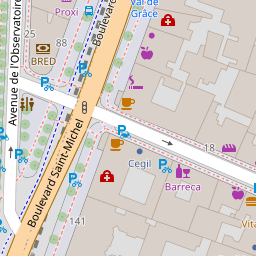 Proxi
Val de
Grâce
Boulevard
Avenue de l'Observatoire
88
25
BRED
Boulevard Saint-Michel
Cegil
18
Barreca
141
Vita